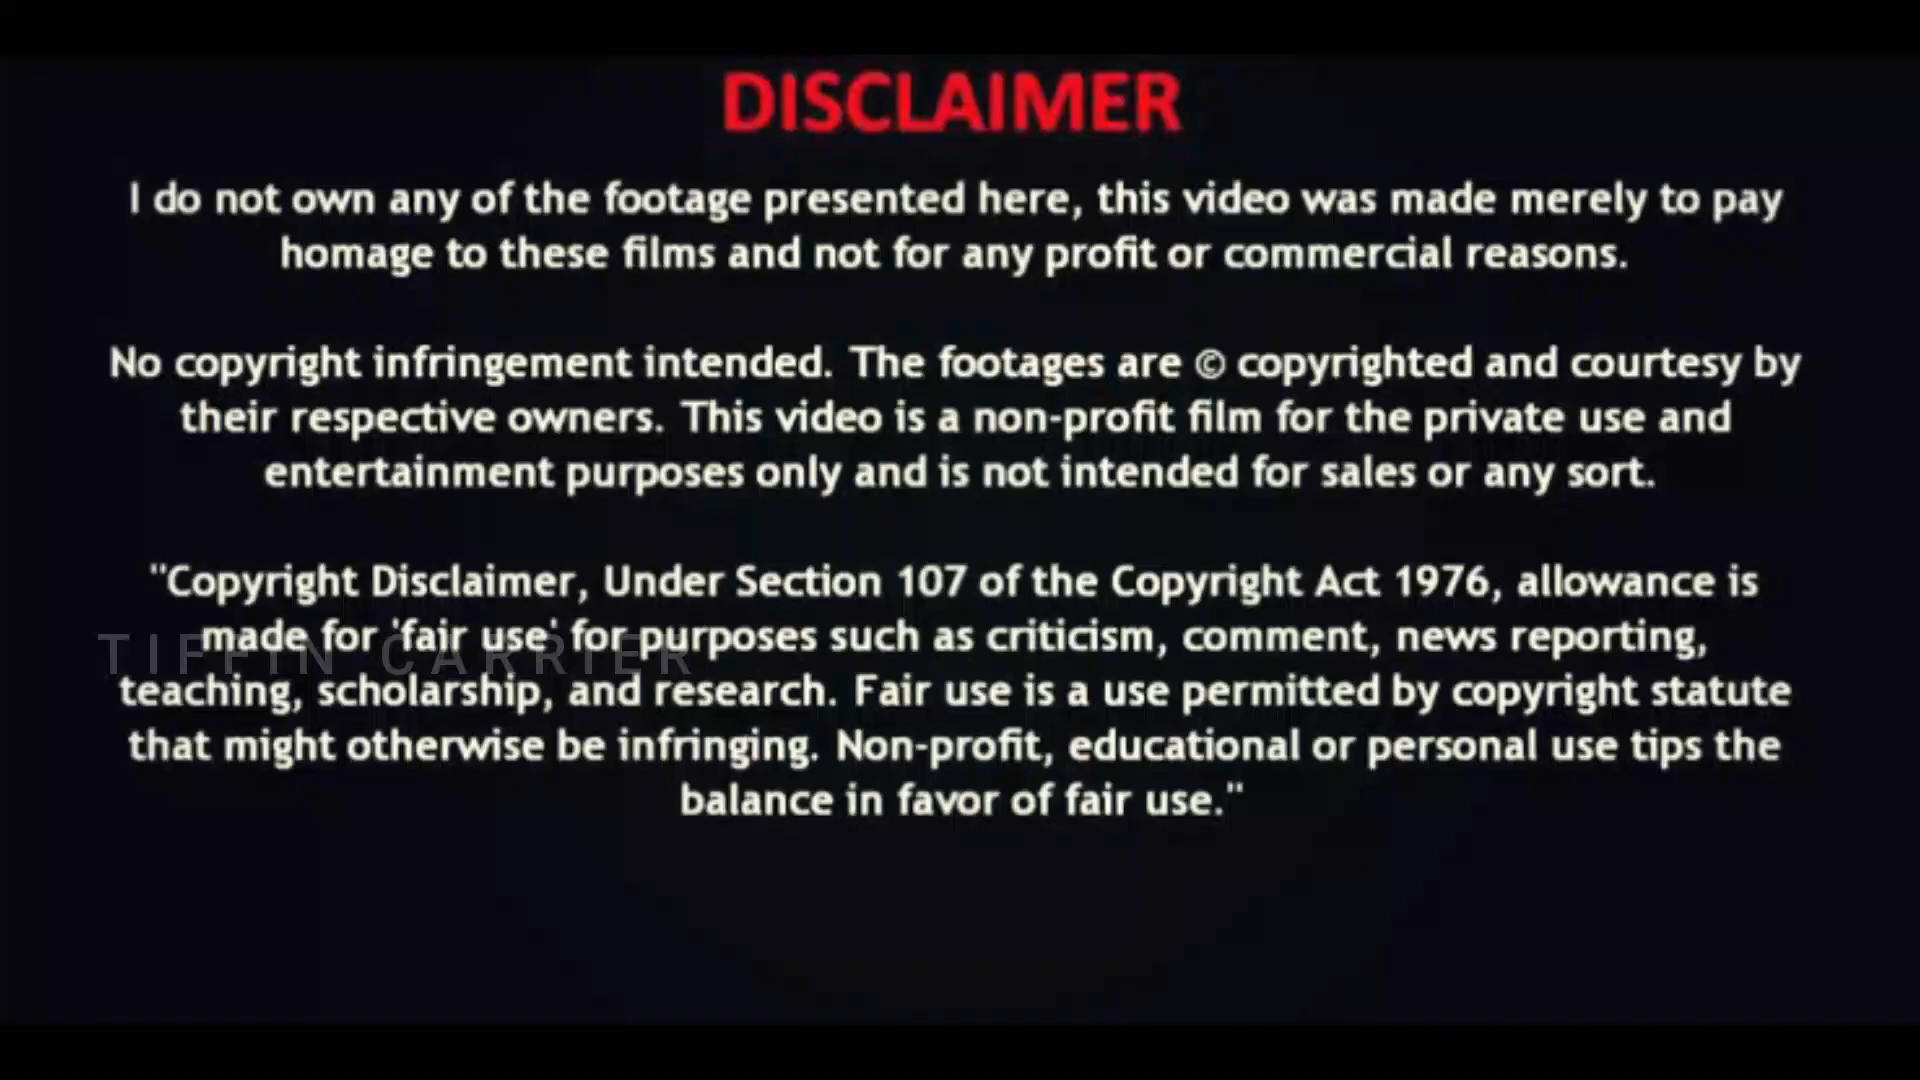 DISCLAIMER
I do not own any of the footage presented here, this video was made merely to pay
homage to these films and not for any profit or commercial reasons.
No copyright infringement intended. The footages are © copyrighted and courtesy by
their respective owners. This video is a non-profit film for the private use and
entertainment purposes only and is not intended for sales or any sort.
"Copyright Disclaimer, Under Section 107 of the Copyright Act 1976, allowance is
made for 'fair use' for purposes such as criticism, comment, news reporting,
TIFFIN CARRIER
teaching, scholarship, and research. Fair use is a use permitted by copyright statute
that might otherwise be infringing. Non-profit, educational or personal use tips the
balance in favor of fair use."